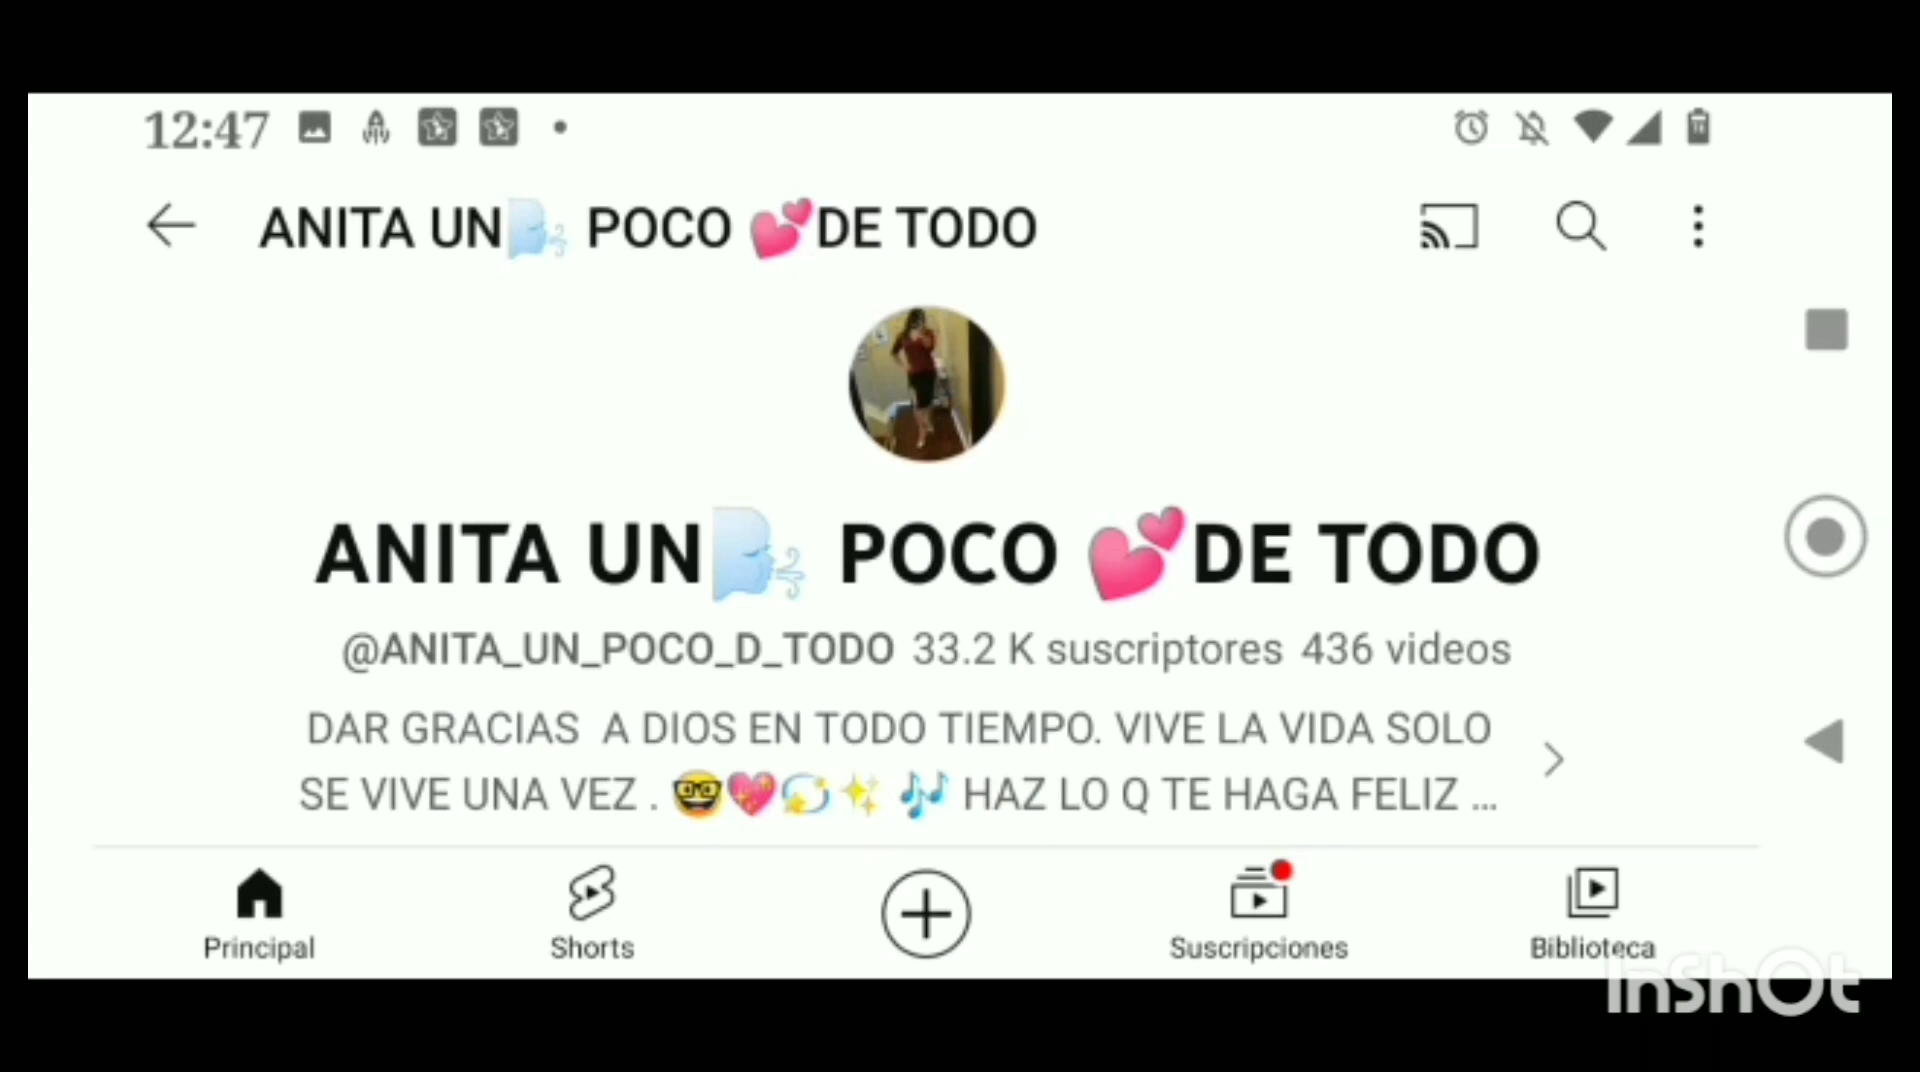 12:47
ANITA UN🌬️ POCO 💕DE TODO
ANITA UN🌬️ POCO 💕DE TODO
@ANITA_UN_POCO_D_TODO 33.2 K suscriptores 436 videos
DAR GRACIAS A DIOS EN TODO TIEMPO. VIVE LA VIDA SOLO
SE VIVE UNA VEZ . 🤓💖💫✨ 🎶 HAZ LO Q TE HAGA FELIZ ...
Principal Shorts Suscripciones Biblioteca
InShOt